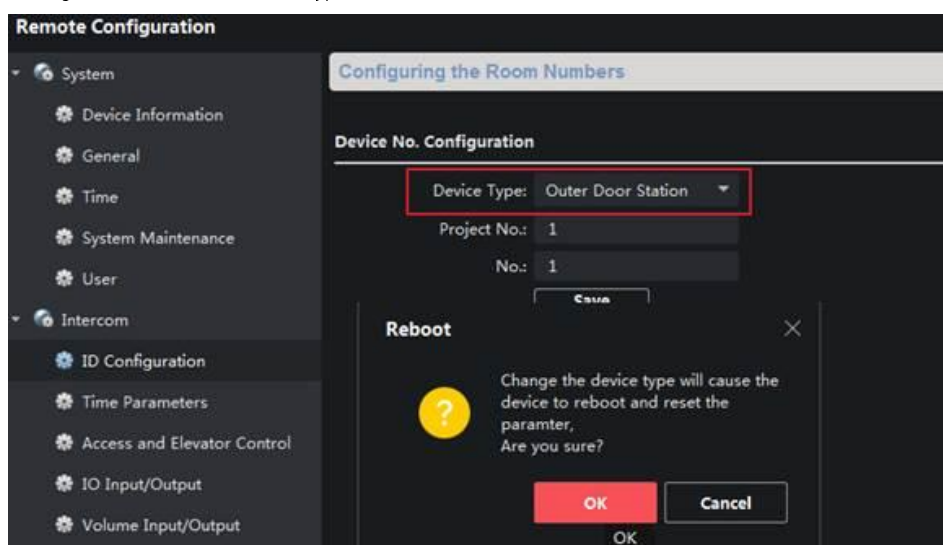 Remote Configuration
System
Device Information
General
Time
System Maintenance
User
Intercom
ID Configuration
Time Parameters
Access and Elevator Control
IO Input/Output
Volume Input/Output
Configuring the Room Numbers
Device No. Configuration
Device Type: Outer Door Station
Project No.: 1
No.: 1
Save
Reboot
Change the device type will cause the
device to reboot and reset the
paramter,
Are you sure?
OK Cancel
OK